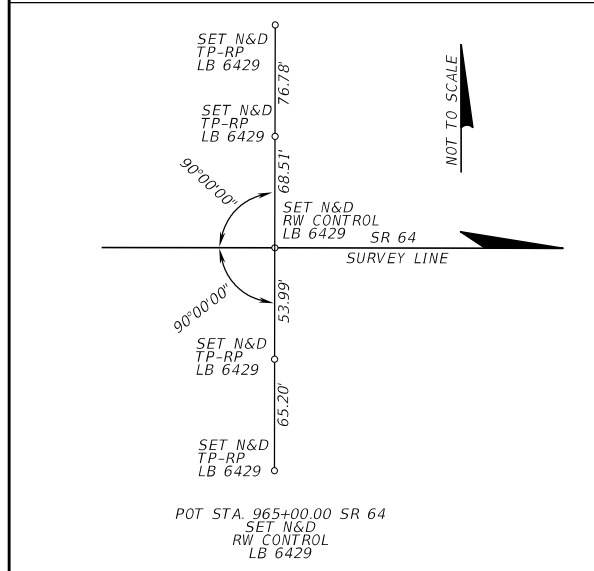 SET N&D
TP-RP
LB 6429
76.78'
NOT TO SCALE
SET N&D
TP-RP
LB 6429
68.51'
90°00'00"
SET N&D
RW CONTROL
LB 6429
SR 64
SURVEY LINE
90°00'00"
53.99'
SET N&D
TP-RP
LB 6429
65.20'
SET N&D
TP-RP
LB 6429
POT STA. 965+00.00 SR 64
SET N&D
RW CONTROL
LB 6429